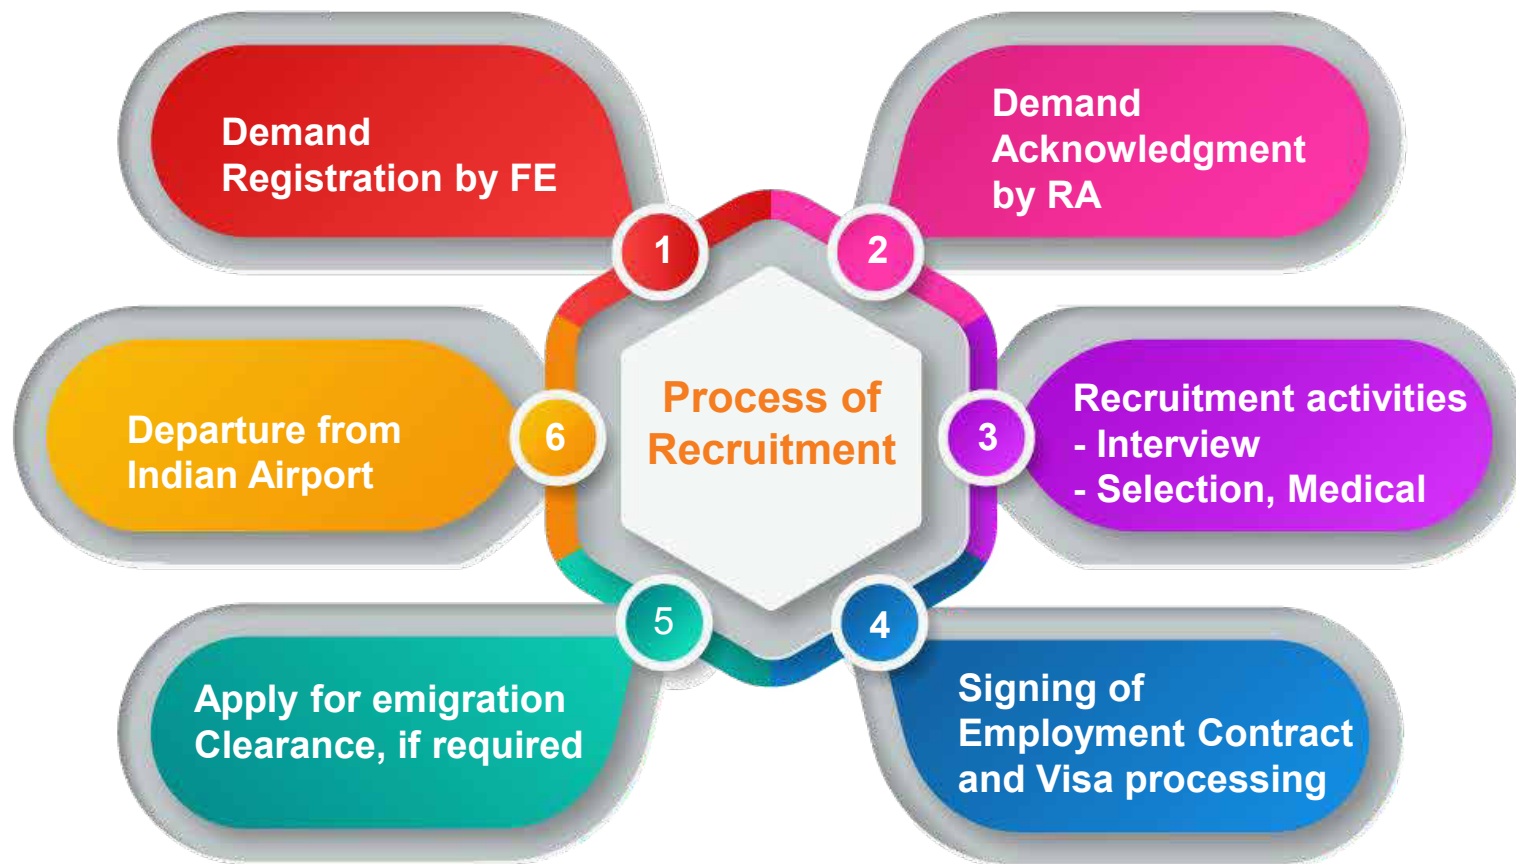 Process of
Recruitment
1
Demand
Registration by FE
2
Demand
Acknowledgment
by RA
3
Recruitment activities
- Interview
- Selection, Medical
4
Signing of
Employment Contract
and Visa processing
5
Apply for emigration
Clearance, if required
6
Departure from
Indian Airport